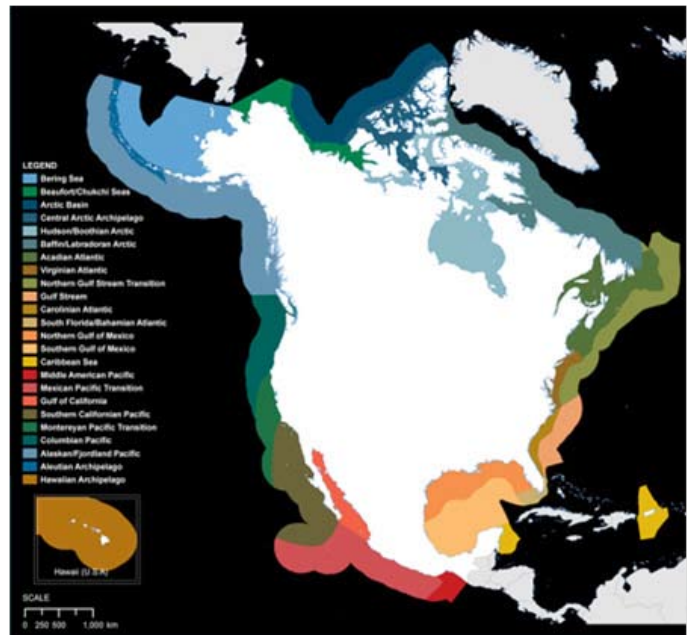 LEGEND
Bering Sea
Beaufort/Chukchi Seas
Arctic Basin
Central Arctic Archipelago
Hudson/Boothian Arctic
Baffin/Labradoran Arctic
Acadian Atlantic
Virginian Atlantic
Northern Gulf Stream Transition
Gulf Stream
Carolinian Atlantic
South Florida/Bahamian Atlantic
Northern Gulf of Mexico
Southern Gulf of Mexico
Caribbean Sea
Middle American Pacific
Mexican Pacific Transition
Gulf of California
Southern Californian Pacific
Montereyan Pacific Transition
Columbian Pacific
Alaskan/Fjordland Pacific
Aleutian Archipelago
Hawaiian Archipelago
Hawaii (U.S.A)
SCALE
0 250 500 1,000 km